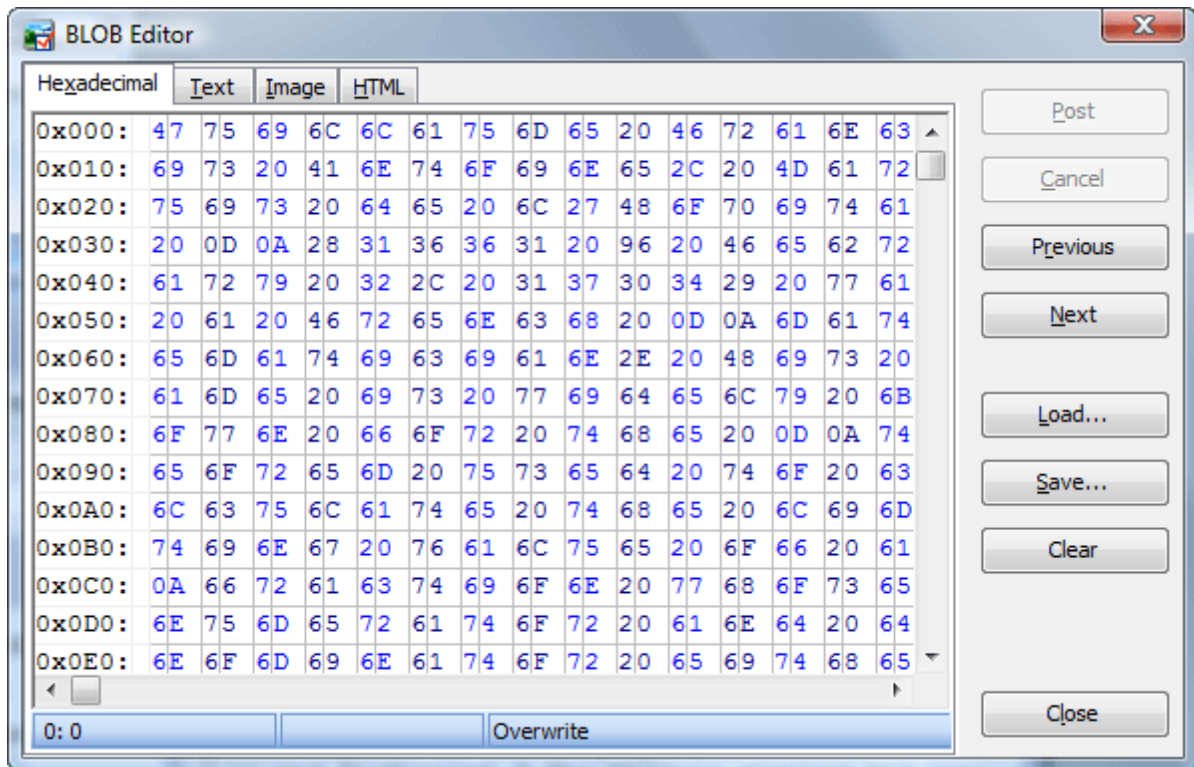 BLOB Editor
Hexadecimal Text Image HTML
0x000: 47 75 69 6C 6C 61 75 6D 65 20 46 72 61 6E 63
0x010: 69 73 20 41 6E 74 6F 69 6E 65 2C 20 4D 61 72
0x020: 75 69 73 20 64 65 20 6C 27 48 6F 70 69 74 61
0x030: 20 0D 0A 28 31 36 36 31 20 96 20 46 65 62 72
0x040: 61 72 79 20 32 2C 20 31 37 30 34 29 20 77 61
0x050: 20 61 20 46 72 65 6E 63 68 20 0D 0A 6D 61 74
0x060: 65 6D 61 74 69 63 69 61 6E 2E 20 48 69 73 20
0x070: 61 6D 65 20 69 73 20 77 69 64 65 6C 79 20 6B
0x080: 6F 77 6E 20 66 6F 72 20 74 68 65 20 0D 0A 74
0x090: 65 6F 72 65 6D 20 75 73 65 64 20 74 6F 20 63
0x0A0: 6C 63 75 6C 61 74 65 20 74 68 65 20 6C 69 6D
0x0B0: 74 69 6E 67 20 76 61 6C 75 65 20 6F 66 20 61
0x0C0: 0A 66 72 61 63 74 69 6F 6E 20 77 68 6F 73 65
0x0D0: 6E 75 6D 65 72 61 74 6F 72 20 61 6E 64 20 64
0x0E0: 6E 6F 6D 69 6E 61 74 6F 72 20 65 69 74 68 65
0: 0 Overwrite
Post
Cancel
Previous
Next
Load...
Save...
Clear
Close